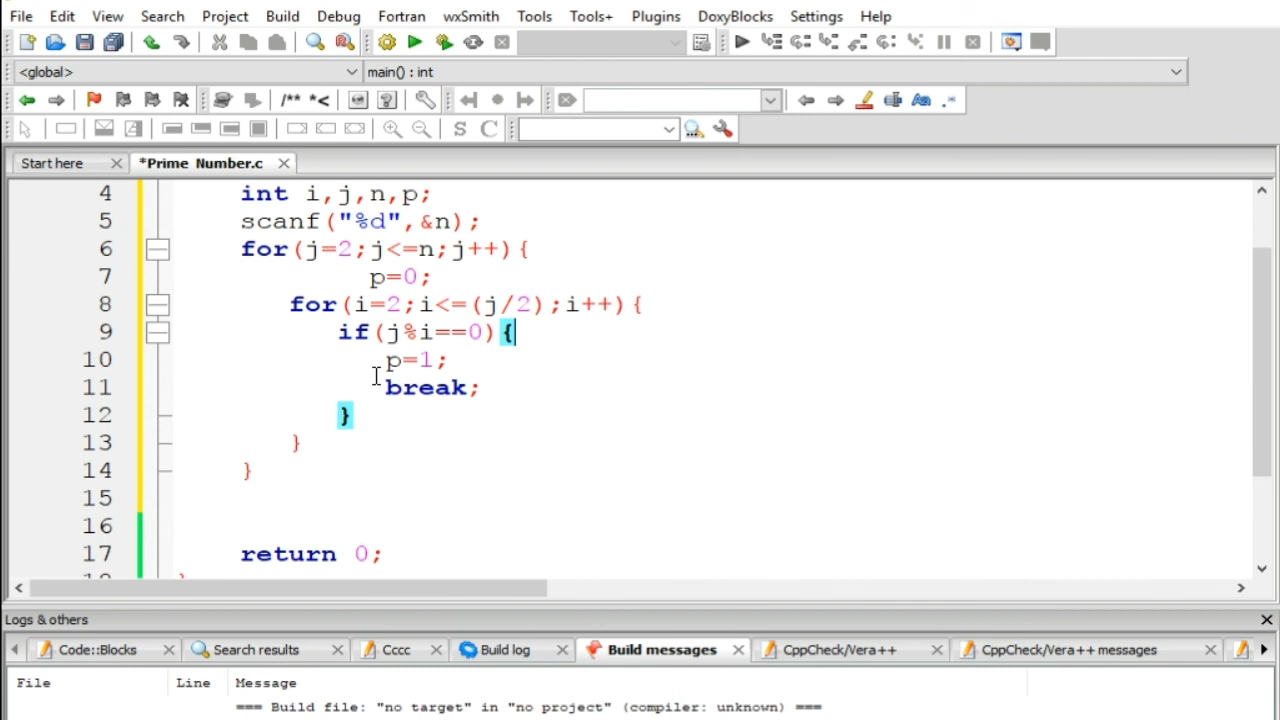 File Edit View Search Project Build Debug Fortran wxSmith Tools Tools+ Plugins DoxyBlocks Settings Help
<global> main() : int
/** *<
S C
Start here *Prime Number.c
4 int i,j,n,p;
5 scanf("%d",&n);
6 for(j=2;j<=n;j++){
7 p=0;
8 for(i=2;i<=(j/2);i++){
9 if(j%i==0){
10 p=1;
11 break;
12 }
13 }
14 }
15
16
17 return 0;
Logs & others
Code::Blocks Search results Cccc Build log Build messages CppCheck/Vera++ CppCheck/Vera++ messages
File Line Message
=== Build file: "no target" in "no project" (compiler: unknown) ===